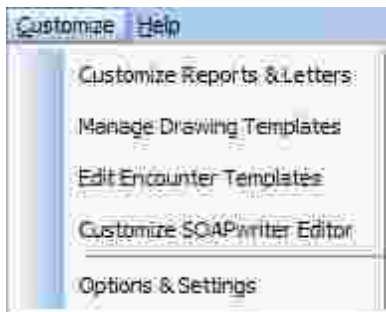 Customize Help
Customize Reports & Letters
Manage Drawing Templates
Edit Encounter Templates
Customize SOAPwriter Editor
Options & Settings